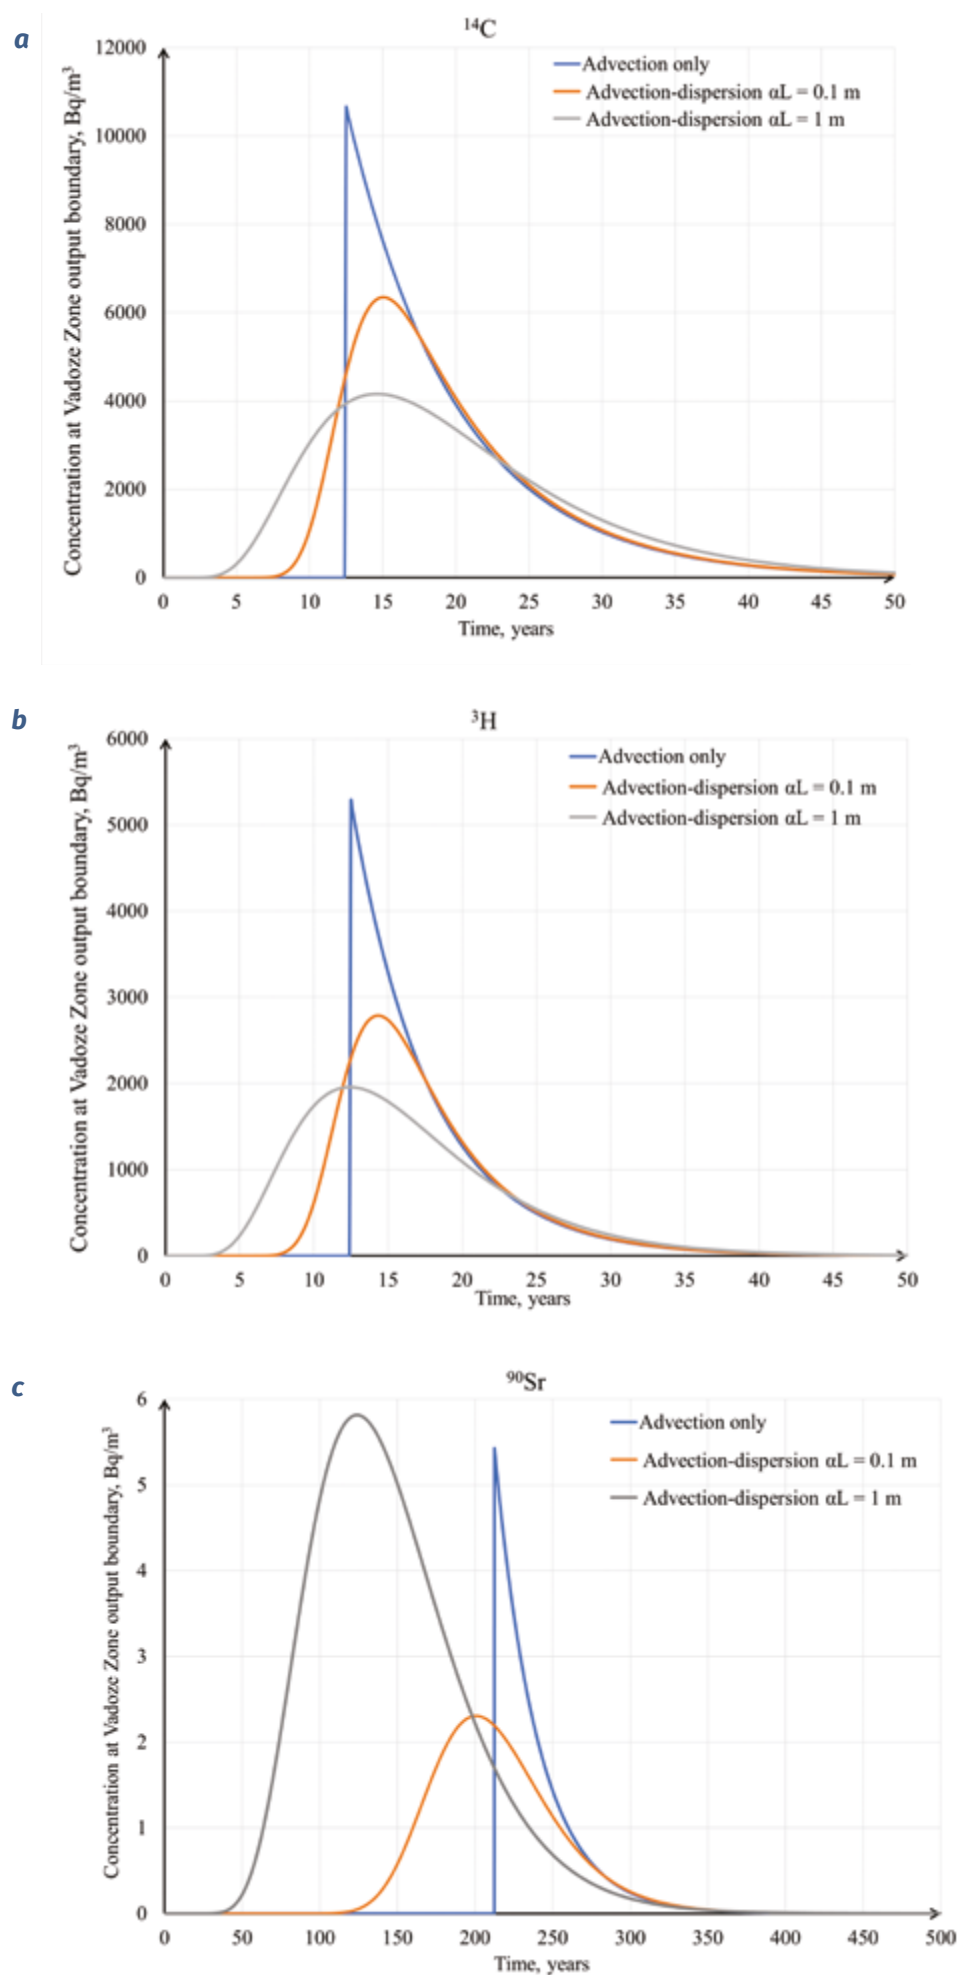 a
¹⁴C
Concentration at Vadoze Zone output boundary, Bq/m³
12000
10000
8000
6000
4000
2000
0
Advection only
Advection-dispersion αL = 0.1 m
Advection-dispersion αL = 1 m
0 5 10 15 20 25 30 35 40 45 50
Time, years
b
³H
Concentration at Vadoze Zone output boundary, Bq/m³
6000
5000
4000
3000
2000
1000
0
Advection only
Advection-dispersion αL = 0.1 m
Advection-dispersion αL = 1 m
0 5 10 15 20 25 30 35 40 45 50
Time, years
c
⁹⁰Sr
Concentration at Vadoze Zone output boundary, Bq/m³
6
5
4
3
2
1
0
Advection only
Advection-dispersion αL = 0.1 m
Advection-dispersion αL = 1 m
0 50 100 150 200 250 300 350 400 450 500
Time, years